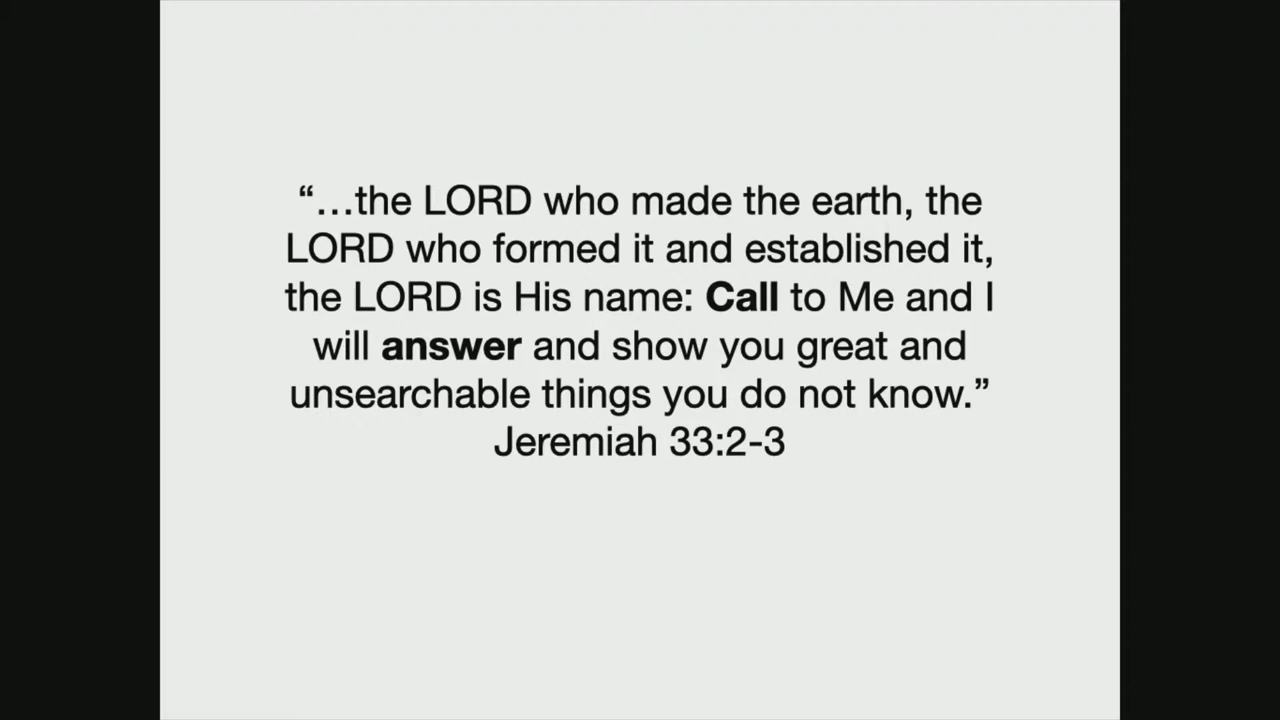 “…the LORD who made the earth, the
LORD who formed it and established it,
the LORD is His name: Call to Me and I
will answer and show you great and
unsearchable things you do not know.”
Jeremiah 33:2-3